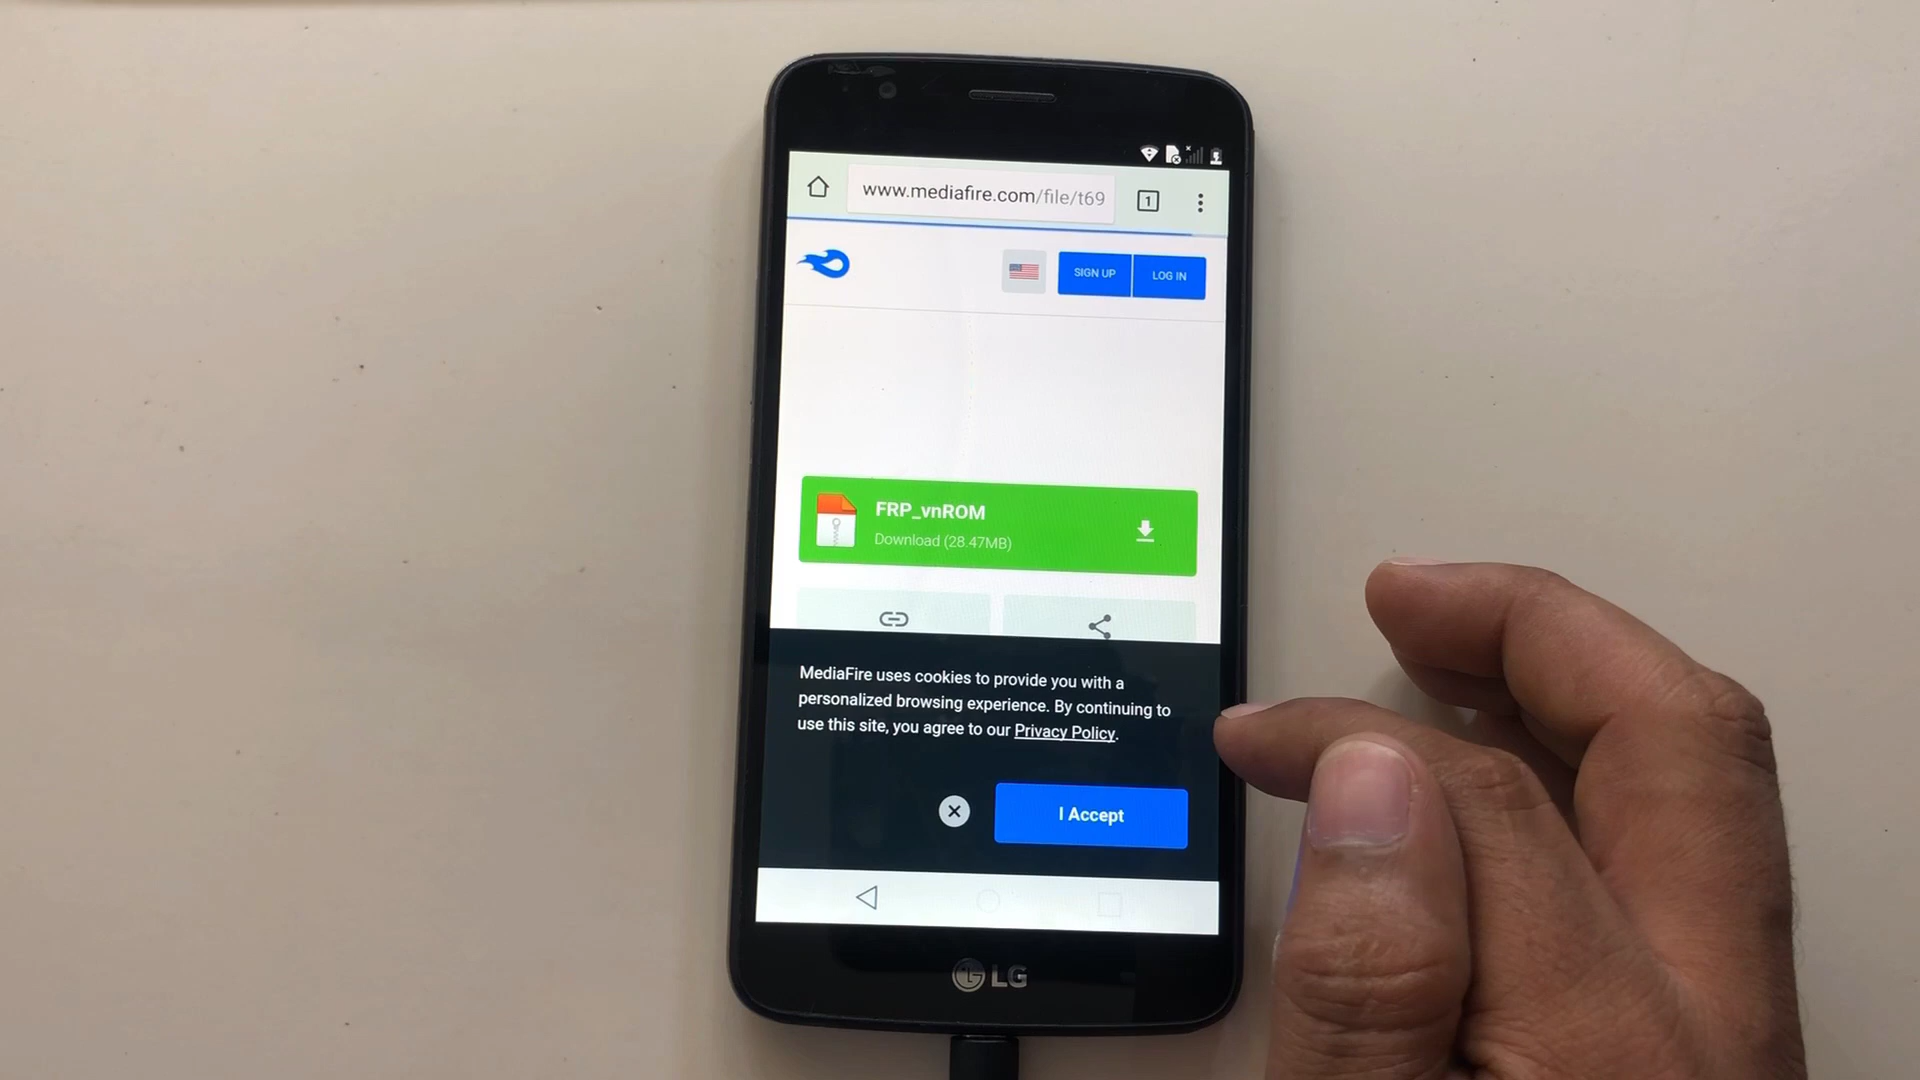 www.mediafire.com/file/t69
1
SIGN UP
LOG IN
FRP_vnROM
Download (28.47MB)
MediaFire uses cookies to provide you with a
personalized browsing experience. By continuing to
use this site, you agree to our Privacy Policy.
I Accept
LG